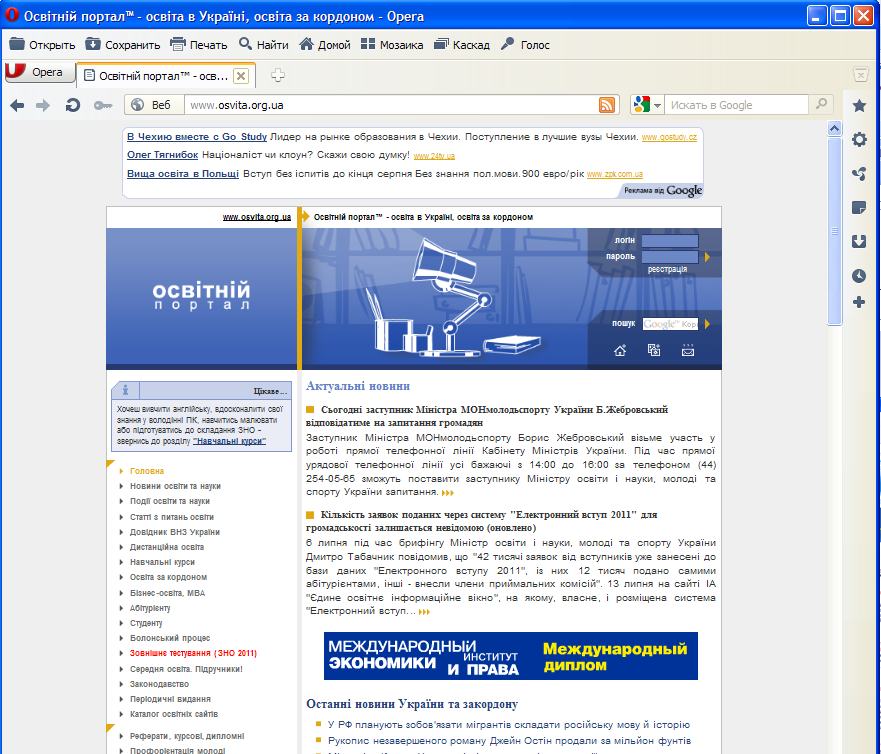 Освітній портал™ - освіта в Україні, освіта за кордоном - Opera
Открыть Сохранить Печать Найти Домой Мозаика Каскад Голос
Opera Освітній портал™ - осв...
Веб www.osvita.org.ua Искать в Google
В Чехию вместе с Go Study Лидер на рынке образования в Чехии. Поступление в лучшие вузы Чехии. www.gostudy.cz
Олег Тягнибок Націоналіст чи клоун? Скажи свою думку! www.24tv.ua
Вища освіта в Польщі Вступ без іспитів до кінця серпня Без знання пол.мови.900 евро/рік www.zpk.com.ua
Реклама від Google
www.osvita.org.ua Освітній портал™ - освіта в Україні, освіта за кордоном
логін
пароль
реєстрація
освітній
портал
пошук Google™ Кор
Цікаве...
Хочеш вивчити англійську, вдосконалити свої
знання у володінні ПК, навчитись малювати
або підготуватись до складання ЗНО -
звернись до розділу "Навчальні курси"
Головна
Новини освіти та науки
Події освіти та науки
Статті з питань освіти
Довідник ВНЗ України
Дистанційна освіта
Навчальні курси
Освіта за кордоном
Бізнес-освіта, МВА
Абітурієнту
Студенту
Болонський процес
Зовнішнє тестування (ЗНО 2011)
Середня освіта. Підручники!
Законодавство
Періодичні видання
Каталог освітніх сайтів
Реферати, курсові, дипломні
Профорієнтація молоді
Актуальні новини
Сьогодні заступник Міністра МОНмолодьспорту України Б.Жебровський
відповідатиме на запитання громадян
Заступник Міністра МОНмолодьспорту Борис Жебровський візьме участь у
роботі прямої телефонної лінії Кабінету Міністрів України. Під час прямої
урядової телефонної лінії усі бажаючі з 14:00 до 16:00 за телефоном (44)
254-05-65 зможуть поставити заступнику Міністру освіти і науки, молоді та
спорту України запитання.
Кількість заявок поданих через систему "Електронний вступ 2011" для
громадськості залишається невідомою (оновлено)
6 липня під час брифінгу Міністр освіти і науки, молоді та спорту України
Дмитро Табачник повідомив, що "42 тисячі заявок від вступників уже занесені до
бази даних "Електронного вступу 2011", із них 12 тисяч подано самими
абітурієнтами, інші - внесли члени приймальних комісій". 13 липня на сайті ІА
"Єдине освітнє інформаційне вікно", на якому, власне, і розміщена система
"Електронний вступ...
МЕЖДУНАРОДНЫЙ
ЭКОНОМИКИ ИНСТИТУТ И ПРАВА
Международный
диплом
Останні новини України та закордону
У РФ планують зобов'язати мігрантів складати російську мову й історію
Рукопис незавершеного роману Джейн Остін продали за мільйон фунтів